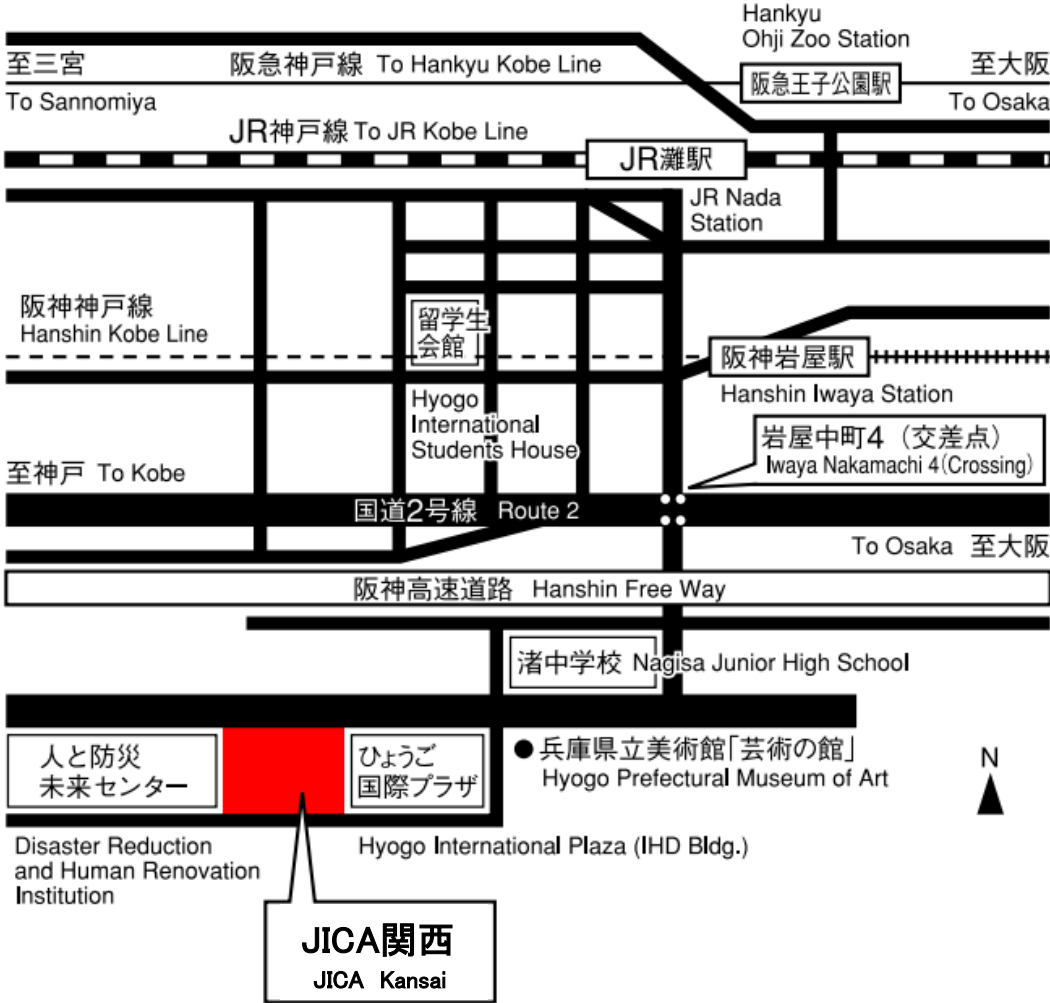 Hankyu
Ohji Zoo Station
至三宮
阪急神戸線 To Hankyu Kobe Line
阪急王子公園駅
至大阪
To Sannomiya
To Osaka
JR神戸線 To JR Kobe Line
JR灘駅
JR Nada
Station
阪神神戸線
Hanshin Kobe Line
留学生
会館
阪神岩屋駅
Hanshin Iwaya Station
Hyogo
International
Students House
岩屋中町4（交差点）
Iwaya Nakamachi 4(Crossing)
至神戸 To Kobe
国道2号線 Route 2
To Osaka 至大阪
阪神高速道路 Hanshin Free Way
渚中学校 Nagisa Junior High School
人と防災
未来センター
ひょうご
国際プラザ
●兵庫県立美術館「芸術の館」
Hyogo Prefectural Museum of Art
N
Disaster Reduction
and Human Renovation
Institution
Hyogo International Plaza (IHD Bldg.)
JICA関西
JICA Kansai